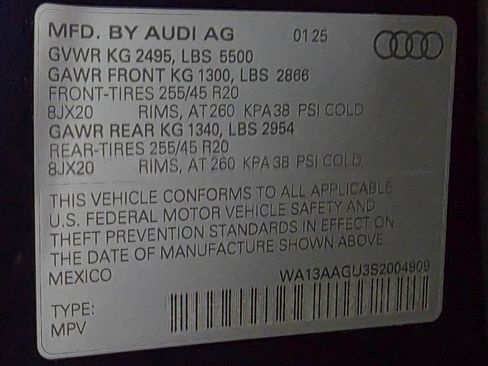 MFD. BY AUDI AG 01 25
GVWR KG 2495, LBS 5500
GAWR FRONT KG 1300, LBS 2866
FRONT-TIRES 255/45 R20
8JX20 RIMS, AT 260 KPA 38 PSI COLD
GAWR REAR KG 1340, LBS 2954
REAR-TIRES 255/45 R20
8JX20 RIMS, AT 260 KPA 38 PSI COLD
THIS VEHICLE CONFORMS TO ALL APPLICABLE
U.S. FEDERAL MOTOR VEHICLE SAFETY AND
THEFT PREVENTION STANDARDS IN EFFECT ON
THE DATE OF MANUFACTURE SHOWN ABOVE.
MEXICO WA13AAGU3S2004909
TYPE:
MPV